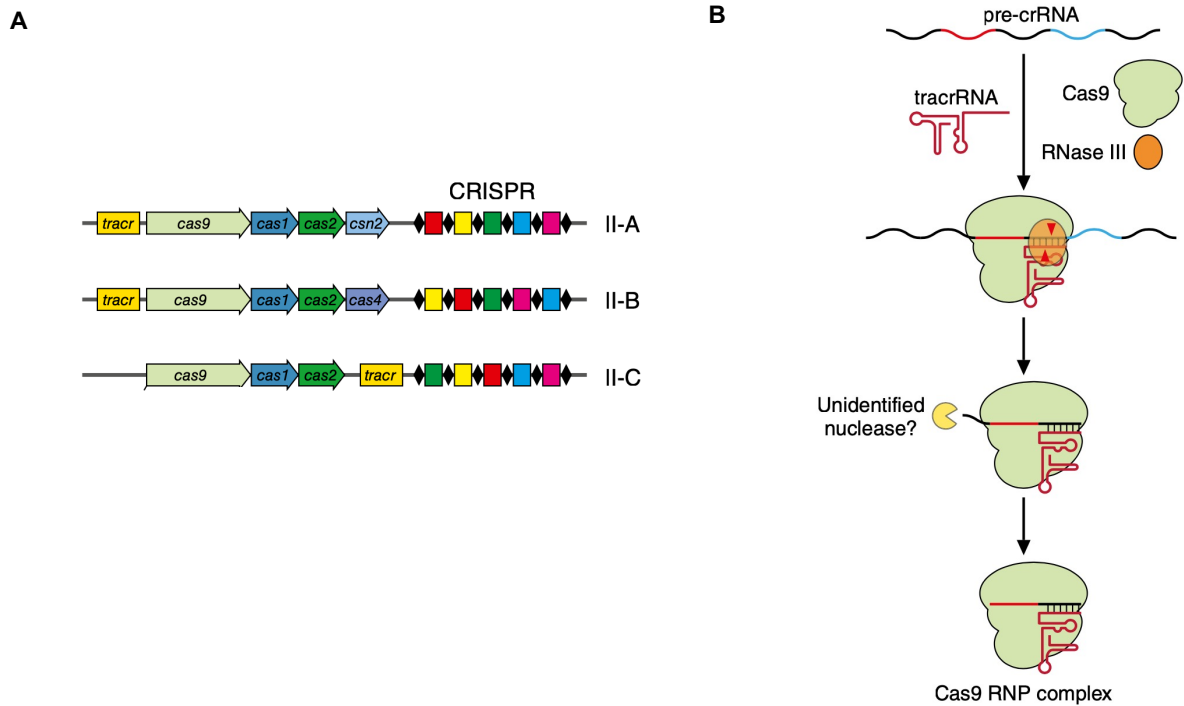 A
CRISPR
tracr cas9 cas1 cas2 csn2 II-A
tracr cas9 cas1 cas2 cas4 II-B
cas9 cas1 cas2 tracr II-C
B
pre-crRNA
tracrRNA
Cas9
RNase III
Unidentified
nuclease?
Cas9 RNP complex